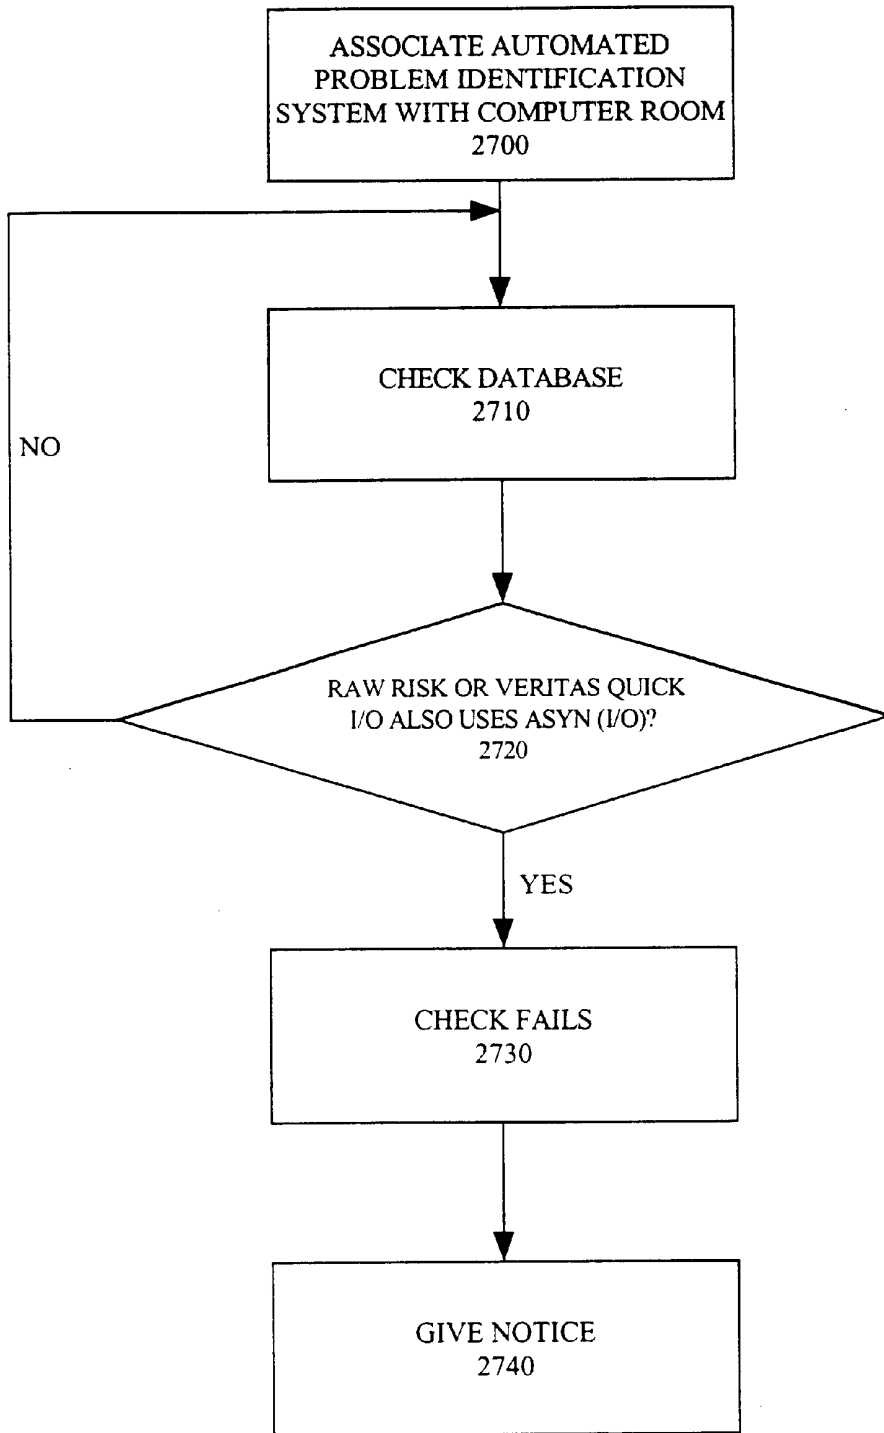 ASSOCIATE AUTOMATED
PROBLEM IDENTIFICATION
SYSTEM WITH COMPUTER ROOM
2700
CHECK DATABASE
2710
NO
RAW RISK OR VERITAS QUICK
I/O ALSO USES ASYN (I/O)?
2720
YES
CHECK FAILS
2730
GIVE NOTICE
2740